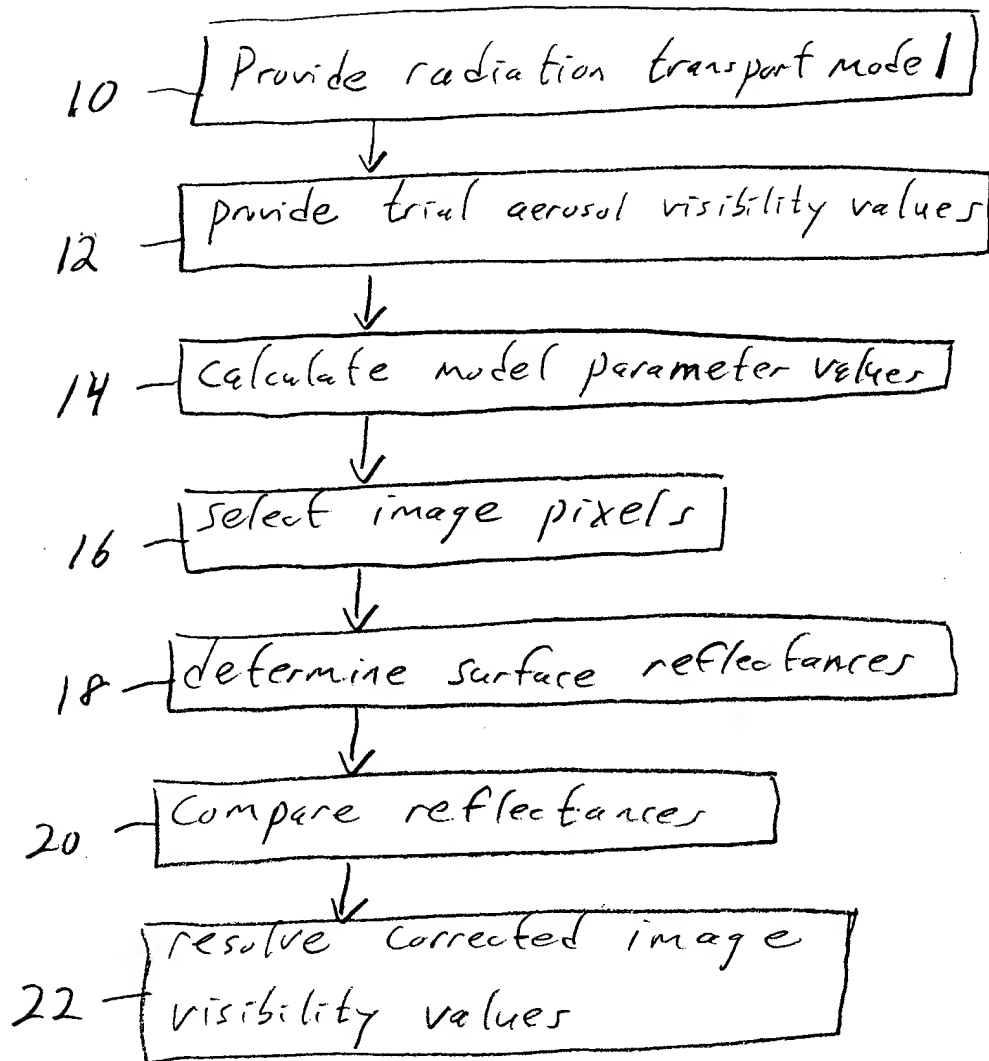 10 Provide radiation transport model
12 provide trial aerosol visibility values
14 Calculate model parameter values
16 select image pixels
18 determine surface reflectances
20 Compare reflectances
resolve corrected image
22 visibility values